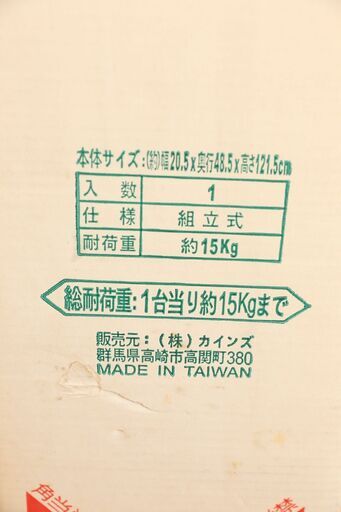 本体サイズ:(約)幅20.5x奥行48.5x高さ121.5cm
入数 1
仕様 組立式
耐荷重 約15Kg
総耐荷重:1台当り約15Kgまで
販売元:(株)カインズ
群馬県高崎市高関町380
MADE IN TAIWAN
角当
禁